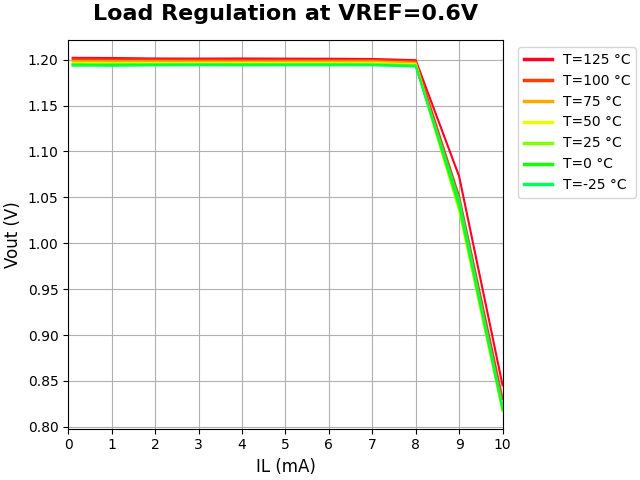 Load Regulation at VREF=0.6V
1.20
1.15
1.10
1.05
1.00
0.95
0.90
0.85
0.80
Vout (V)
0 1 2 3 4 5 6 7 8 9 10
IL (mA)
T=125 °C
T=100 °C
T=75 °C
T=50 °C
T=25 °C
T=0 °C
T=-25 °C